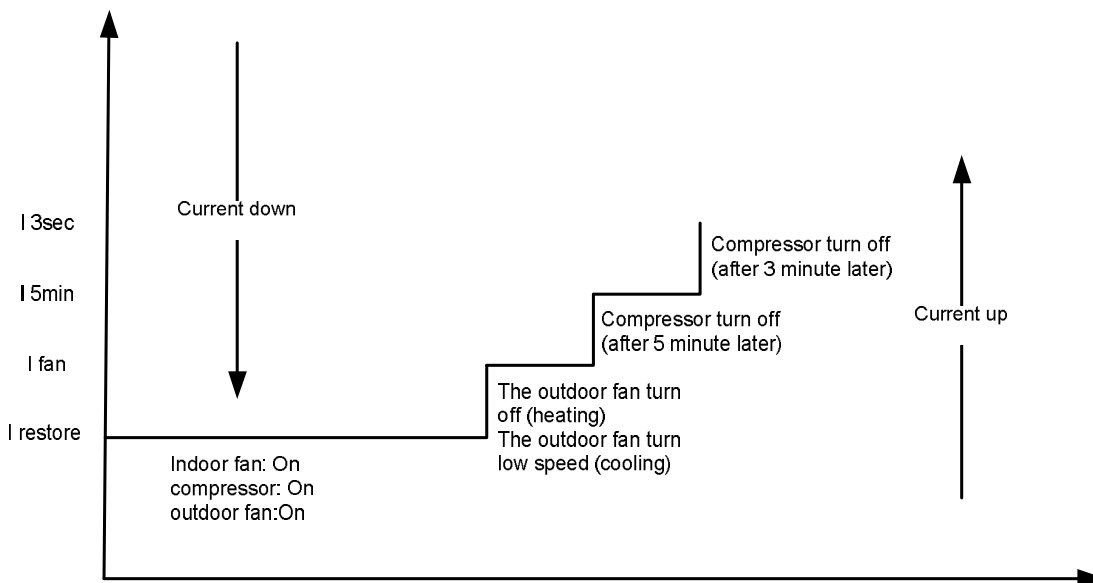 I 3sec
Current down
Compressor turn off
(after 3 minute later)
I 5min
Compressor turn off
(after 5 minute later)
Current up
I fan
The outdoor fan turn
off (heating)
The outdoor fan turn
low speed (cooling)
I restore
Indoor fan: On
compressor: On
outdoor fan:On